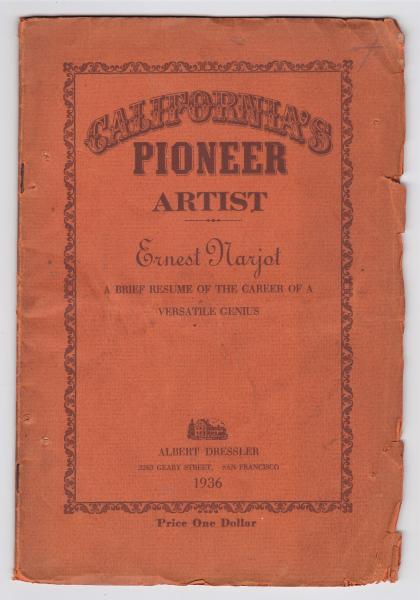 CALIFORNIA'S
PIONEER
ARTIST
Ernest Narjot
A BRIEF RESUME OF THE CAREER OF A
VERSATILE GENIUS
ALBERT DRESSLER
3263 GEARY STREET, SAN FRANCISCO
1936
Price One Dollar